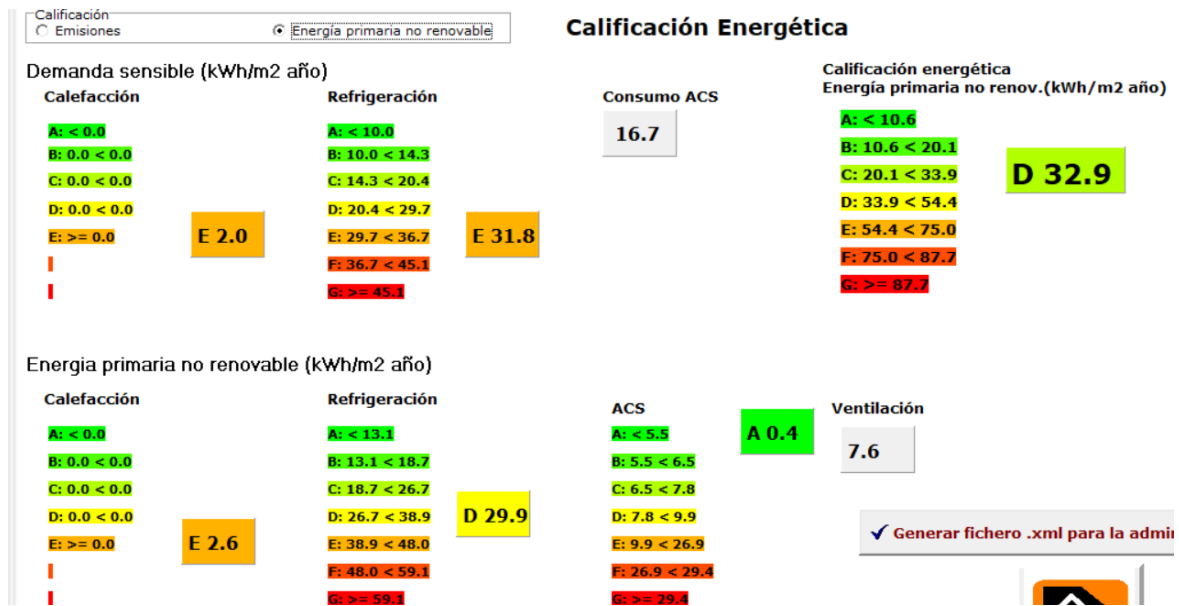 Calificación
Emisiones
Energía primaria no renovable
Calificación Energética
Demanda sensible (kWh/m2 año)
Calefacción
A: < 0.0
B: 0.0 < 0.0
C: 0.0 < 0.0
D: 0.0 < 0.0
E: >= 0.0
E 2.0
Refrigeración
A: < 10.0
B: 10.0 < 14.3
C: 14.3 < 20.4
D: 20.4 < 29.7
E: 29.7 < 36.7
F: 36.7 < 45.1
G: >= 45.1
E 31.8
Consumo ACS
16.7
Calificación energética
Energía primaria no renov.(kWh/m2 año)
A: < 10.6
B: 10.6 < 20.1
C: 20.1 < 33.9
D: 33.9 < 54.4
E: 54.4 < 75.0
F: 75.0 < 87.7
G: >= 87.7
D 32.9
Energia primaria no renovable (kWh/m2 año)
Calefacción
A: < 0.0
B: 0.0 < 0.0
C: 0.0 < 0.0
D: 0.0 < 0.0
E: >= 0.0
E 2.6
Refrigeración
A: < 13.1
B: 13.1 < 18.7
C: 18.7 < 26.7
D: 26.7 < 38.9
E: 38.9 < 48.0
F: 48.0 < 59.1
G: >= 59.1
D 29.9
ACS
A: < 5.5
B: 5.5 < 6.5
C: 6.5 < 7.8
D: 7.8 < 9.9
E: 9.9 < 26.9
F: 26.9 < 29.4
G: >= 29.4
A 0.4
Ventilación
7.6
Generar fichero .xml para la admi